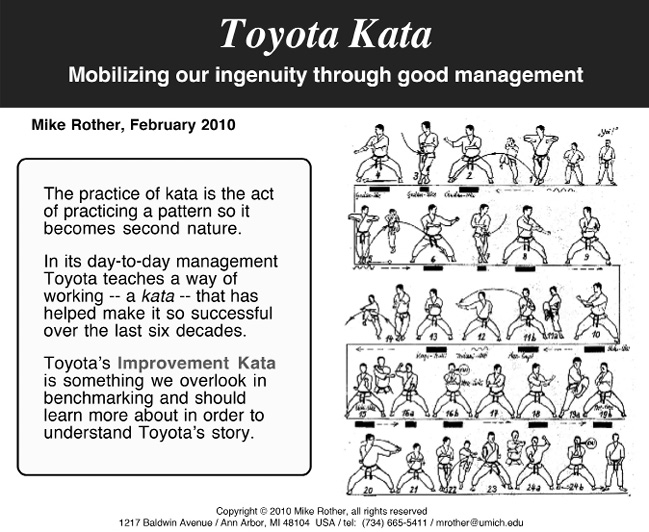 Toyota Kata
Mobilizing our ingenuity through good management
Mike Rother, February 2010
The practice of kata is the act
of practicing a pattern so it
becomes second nature.
In its day-to-day management
Toyota teaches a way of
working -- a kata -- that has
helped make it so successful
over the last six decades.
Toyota's Improvement Kata
is something we overlook in
benchmarking and should
learn more about in order to
understand Toyota's story.
4 3 2 1
6 8 9
14 13 12 11b 10
15 16a 16b 17 18 19a 19b
20 21 22 23 24a 24b
Copyright © 2010 Mike Rother, all rights reserved
1217 Baldwin Avenue / Ann Arbor, MI 48104 USA / tel: (734) 665-5411 / mrother@umich.edu